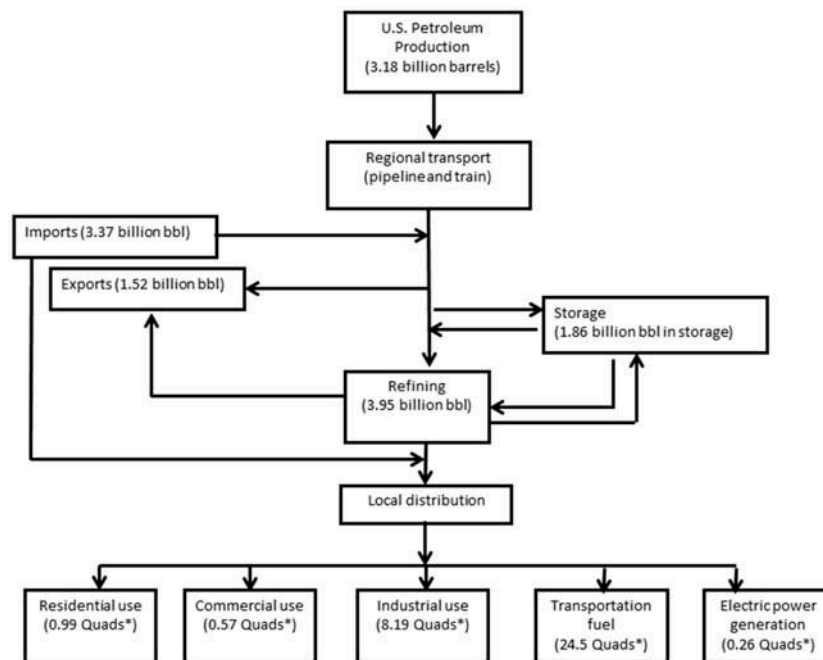 U.S. Petroleum
Production
(3.18 billion barrels)
Regional transport
(pipeline and train)
Imports (3.37 billion bbl)
Exports (1.52 billion bbl)
Storage
(1.86 billion bbl in storage)
Refining
(3.95 billion bbl)
Local distribution
Residential use
(0.99 Quads*)
Commercial use
(0.57 Quads*)
Industrial use
(8.19 Quads*)
Transportation
fuel
(24.5 Quads*)
Electric power
generation
(0.26 Quads*)